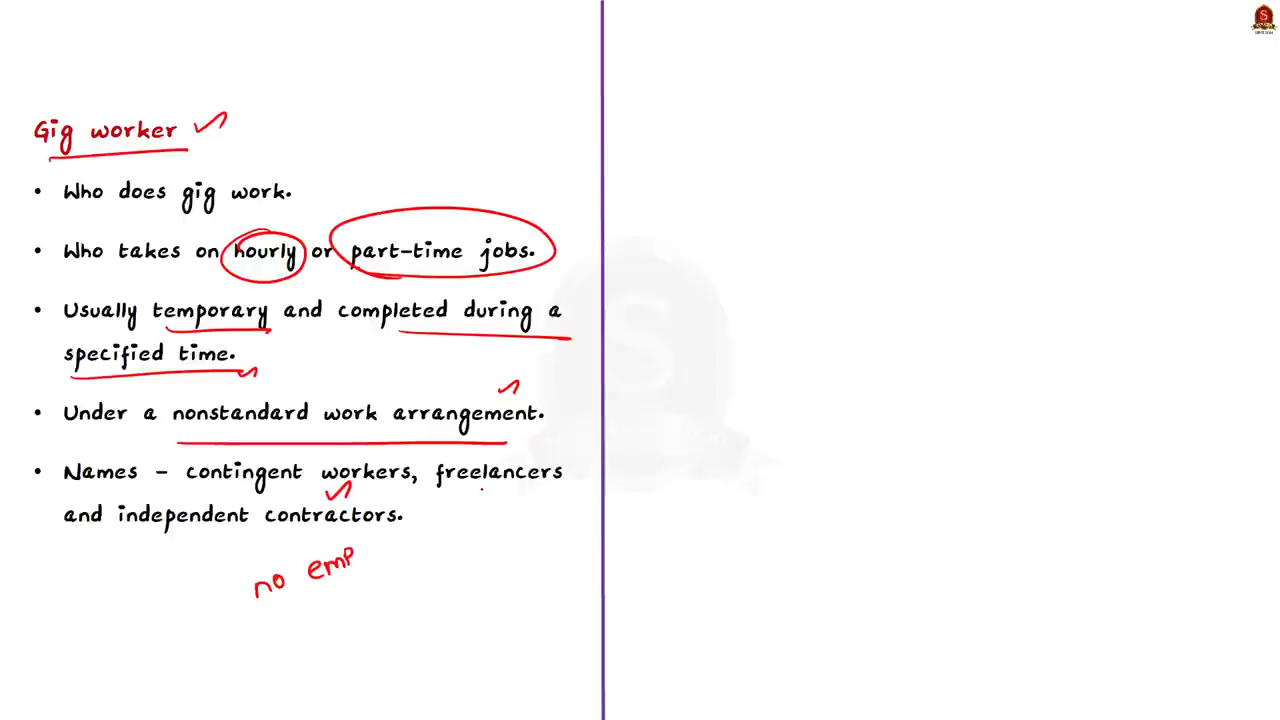 Gig worker
• Who does gig work.
• Who takes on hourly or part-time jobs.
• Usually temporary and completed during a
specified time.
• Under a nonstandard work arrangement.
• Names - contingent workers, freelancers
and independent contractors.
no emp
S
S